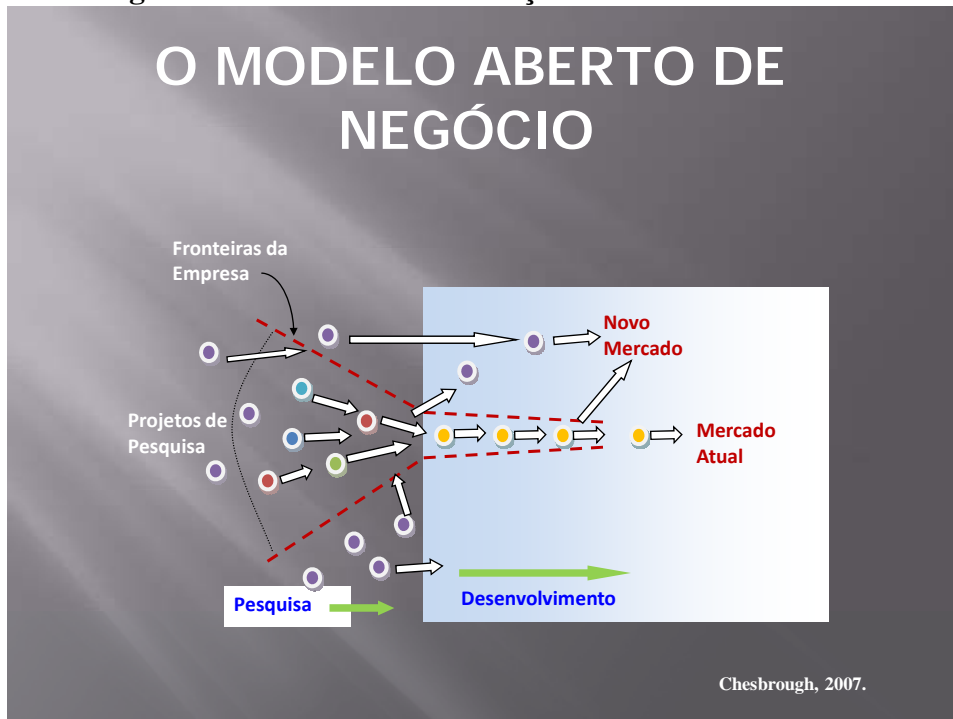 O MODELO ABERTO DE
NEGÓCIO
Fronteiras da
Empresa
Novo
Mercado
Projetos de
Pesquisa
Mercado
Atual
Pesquisa
Desenvolvimento
Chesbrough, 2007.